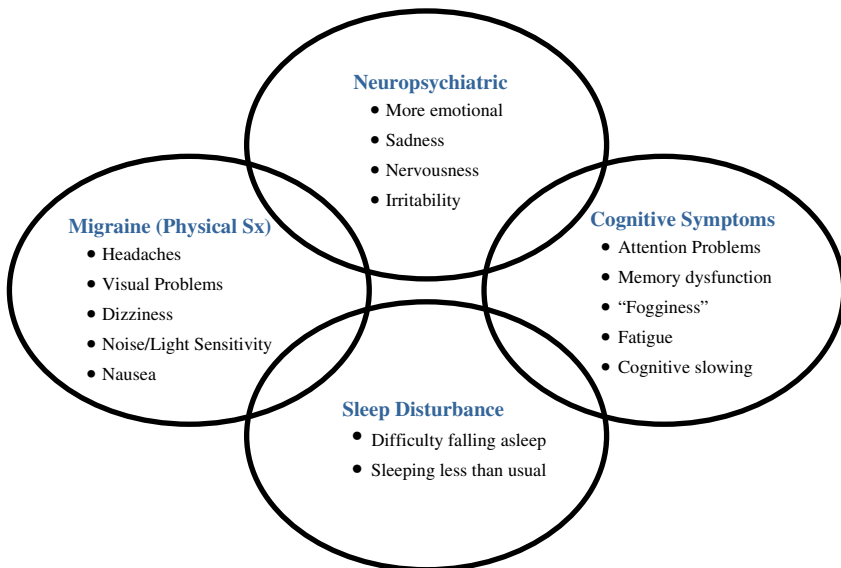 Neuropsychiatric
• More emotional
• Sadness
• Nervousness
• Irritability
Migraine (Physical Sx)
• Headaches
• Visual Problems
• Dizziness
• Noise/Light Sensitivity
• Nausea
Cognitive Symptoms
• Attention Problems
• Memory dysfunction
• “Fogginess”
• Fatigue
• Cognitive slowing
Sleep Disturbance
• Difficulty falling asleep
• Sleeping less than usual